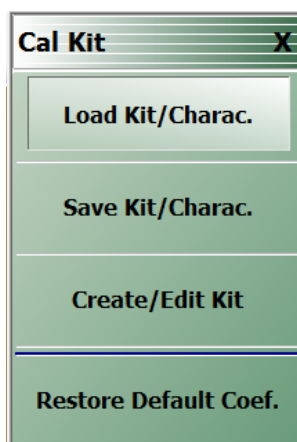 Cal Kit X
Load Kit/Charac.
Save Kit/Charac.
Create/Edit Kit
Restore Default Coef.